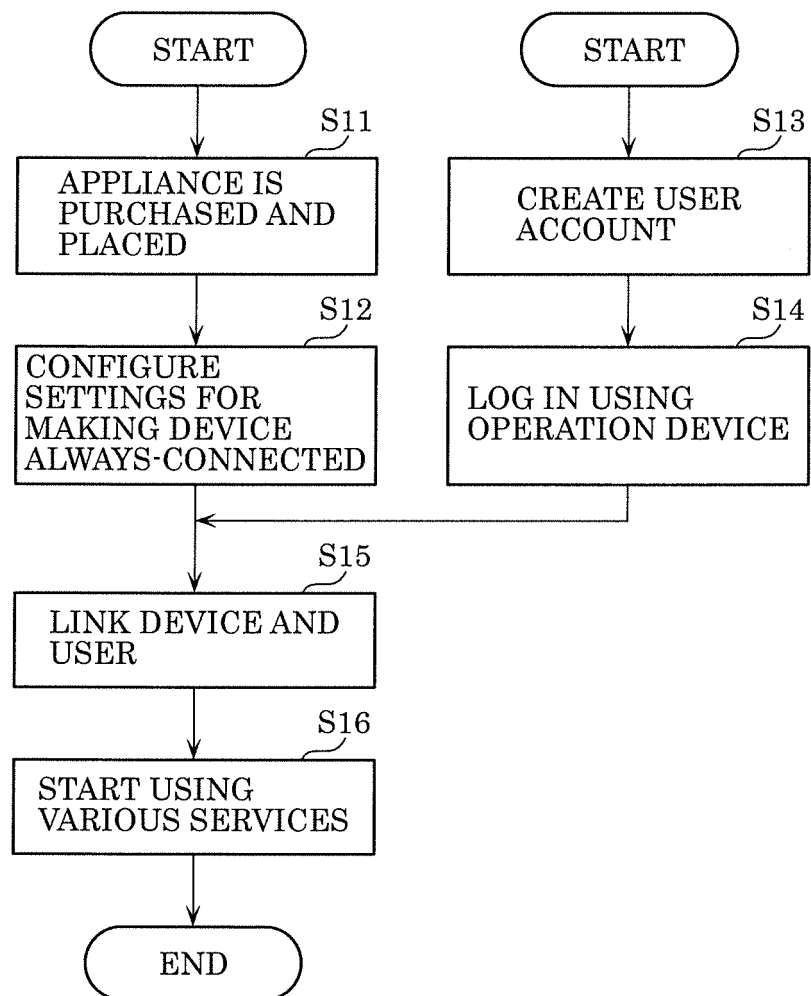 START
START
S11
S13
APPLIANCE IS
PURCHASED AND
PLACED
CREATE USER
ACCOUNT
S12
S14
CONFIGURE
SETTINGS FOR
MAKING DEVICE
ALWAYS-CONNECTED
LOG IN USING
OPERATION DEVICE
S15
LINK DEVICE AND
USER
S16
START USING
VARIOUS SERVICES
END